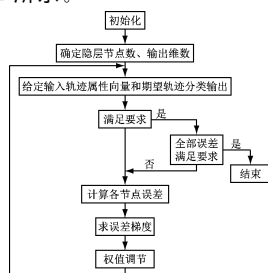 初始化
确定隐层节点数、输出维数
给定输入轨迹属性向量和期望轨迹分类输出
满足要求
是
全部误差
满足要求
是
否
结束
计算各节点误差
求误差梯度
权值调节